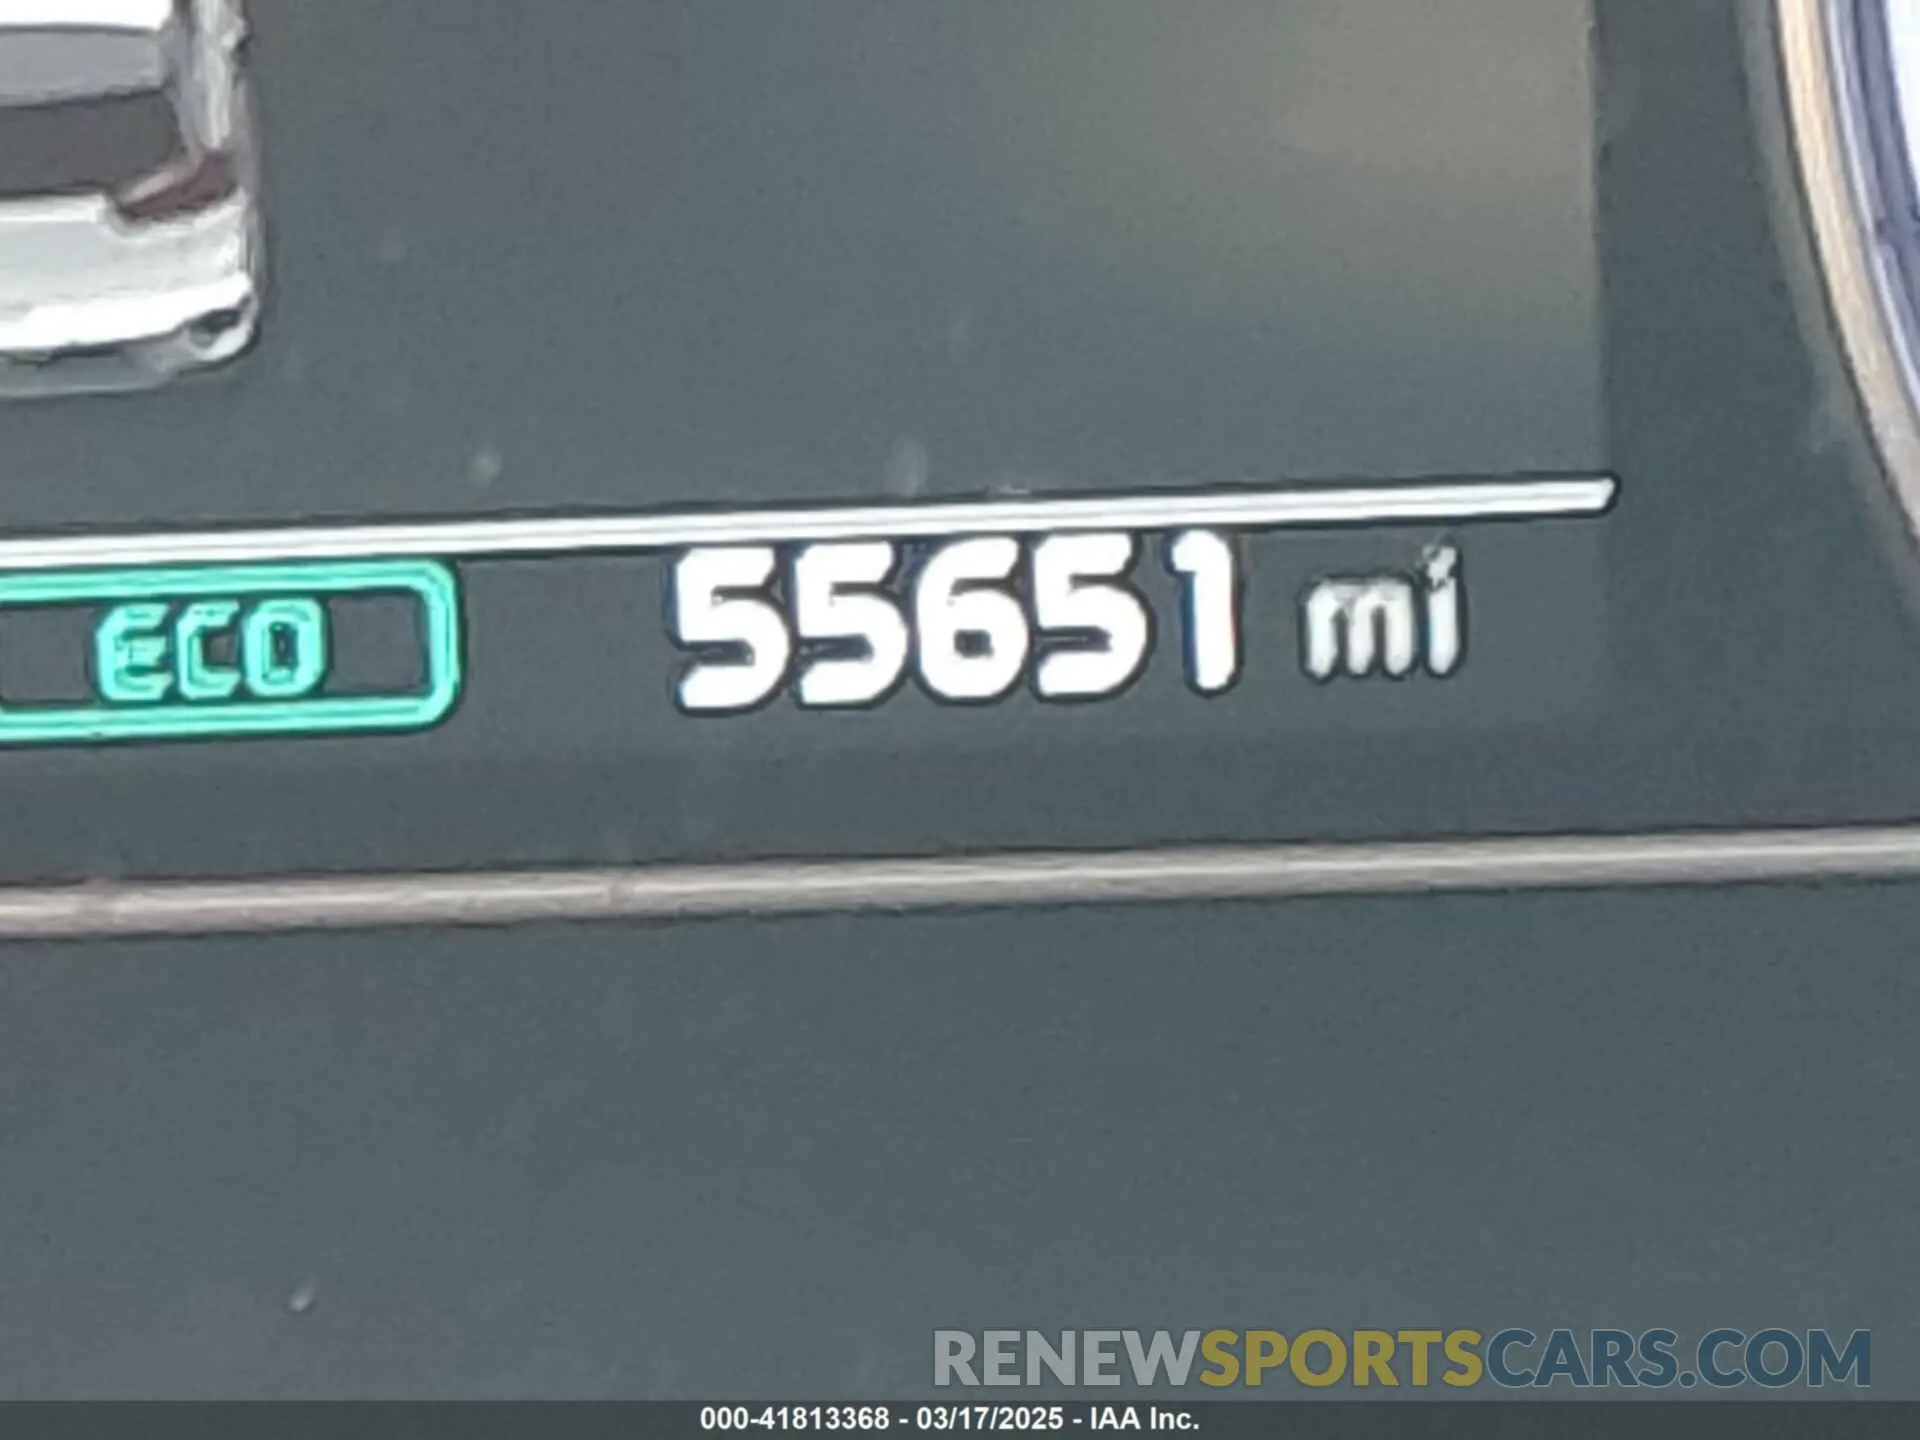 ECO 55651 mi
RENEWSPORTSCARS.COM
000-41813368 - 03/17/2025 - IAA Inc.